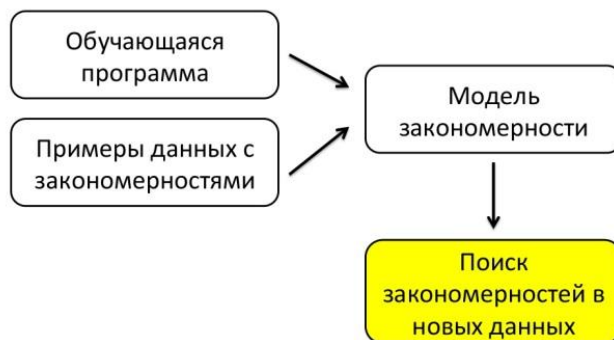 Обучающаяся
программа
Примеры данных с
закономерностями
Модель
закономерности
Поиск
закономерностей в
новых данных